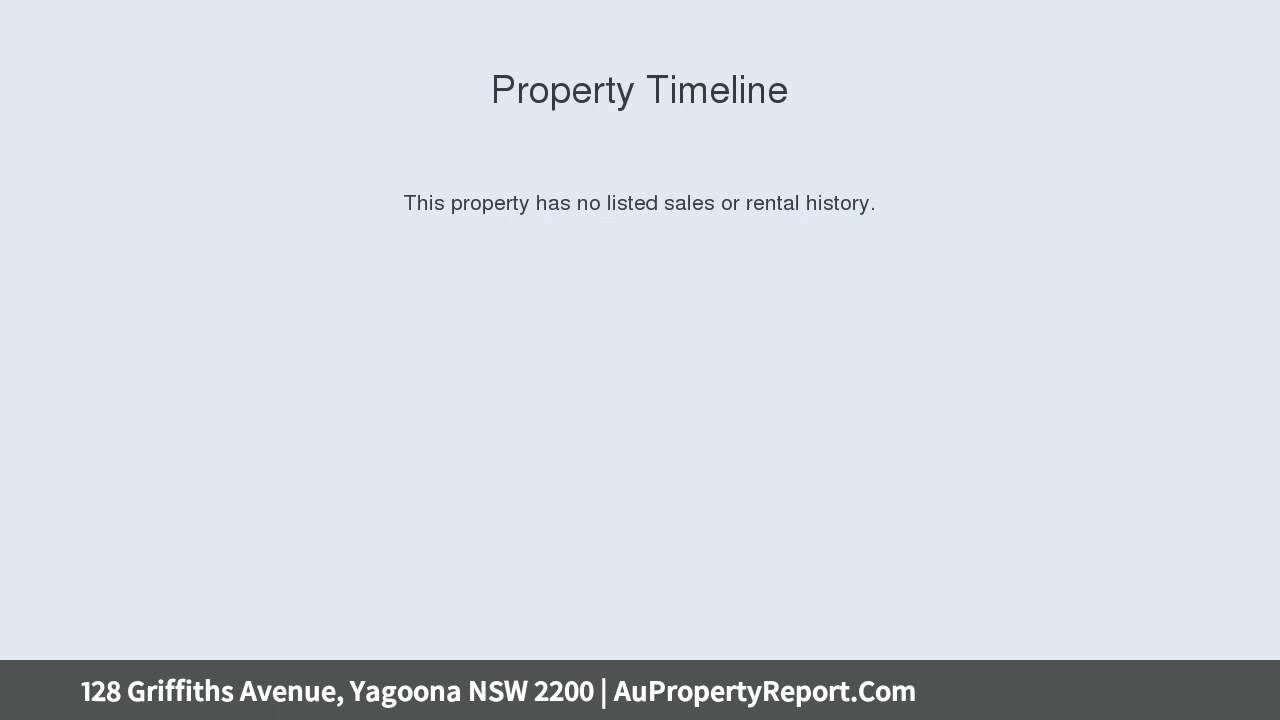 Property Timeline
This property has no listed sales or rental history.
128 Griffiths Avenue, Yagoona NSW 2200 | AuPropertyReport.Com